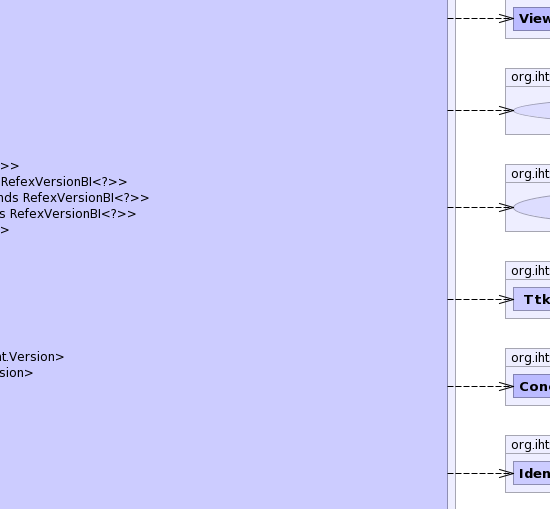 View
org.iht
>>
RefexVersionBI<?>>
nds RefexVersionBI<?>>
s RefexVersionBI<?>>
>
org.iht
org.iht
Ttk
nt.Version>
sion>
org.iht
Conc
org.iht
Iden